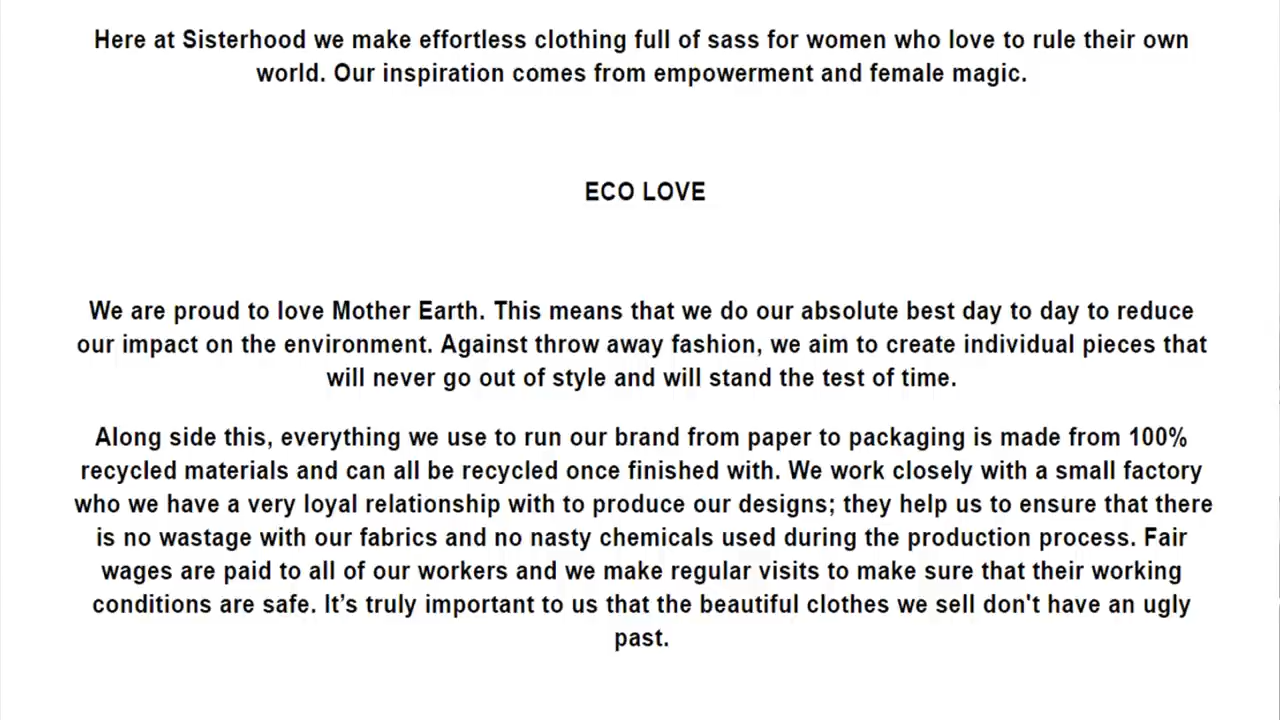 Here at Sisterhood we make effortless clothing full of sass for women who love to rule their own
world. Our inspiration comes from empowerment and female magic.
ECO LOVE
We are proud to love Mother Earth. This means that we do our absolute best day to day to reduce
our impact on the environment. Against throw away fashion, we aim to create individual pieces that
will never go out of style and will stand the test of time.
Along side this, everything we use to run our brand from paper to packaging is made from 100%
recycled materials and can all be recycled once finished with. We work closely with a small factory
who we have a very loyal relationship with to produce our designs; they help us to ensure that there
is no wastage with our fabrics and no nasty chemicals used during the production process. Fair
wages are paid to all of our workers and we make regular visits to make sure that their working
conditions are safe. It’s truly important to us that the beautiful clothes we sell don't have an ugly
past.